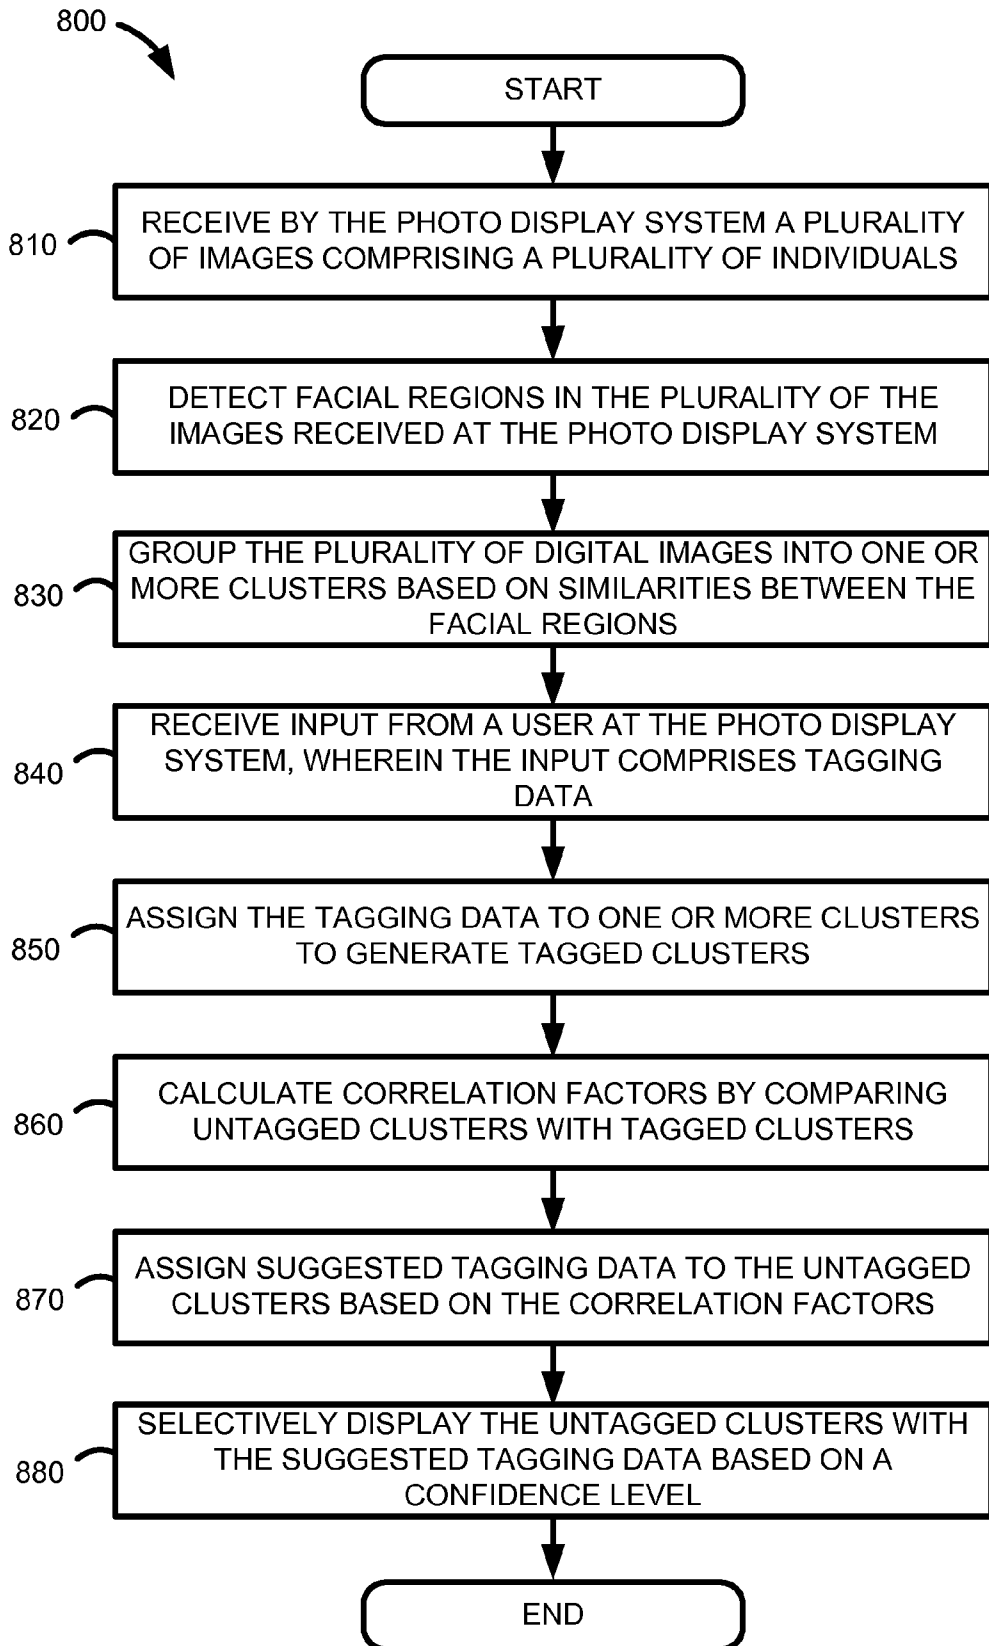 800
START
810
RECEIVE BY THE PHOTO DISPLAY SYSTEM A PLURALITY
OF IMAGES COMPRISING A PLURALITY OF INDIVIDUALS
820
DETECT FACIAL REGIONS IN THE PLURALITY OF THE
IMAGES RECEIVED AT THE PHOTO DISPLAY SYSTEM
830
GROUP THE PLURALITY OF DIGITAL IMAGES INTO ONE OR
MORE CLUSTERS BASED ON SIMILARITIES BETWEEN THE
FACIAL REGIONS
840
RECEIVE INPUT FROM A USER AT THE PHOTO DISPLAY
SYSTEM, WHEREIN THE INPUT COMPRISES TAGGING
DATA
850
ASSIGN THE TAGGING DATA TO ONE OR MORE CLUSTERS
TO GENERATE TAGGED CLUSTERS
860
CALCULATE CORRELATION FACTORS BY COMPARING
UNTAGGED CLUSTERS WITH TAGGED CLUSTERS
870
ASSIGN SUGGESTED TAGGING DATA TO THE UNTAGGED
CLUSTERS BASED ON THE CORRELATION FACTORS
880
SELECTIVELY DISPLAY THE UNTAGGED CLUSTERS WITH
THE SUGGESTED TAGGING DATA BASED ON A
CONFIDENCE LEVEL
END